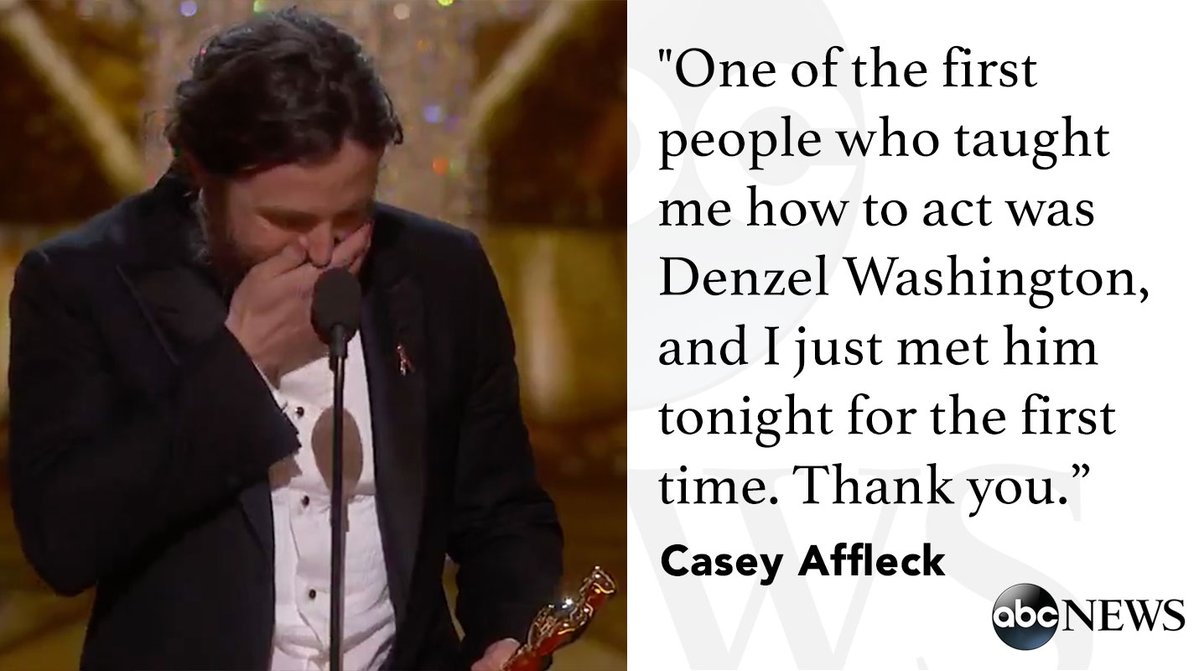 "One of the first
people who taught
me how to act was
Denzel Washington,
and I just met him
tonight for the first
time. Thank you.”
Casey Affleck
abc NEWS